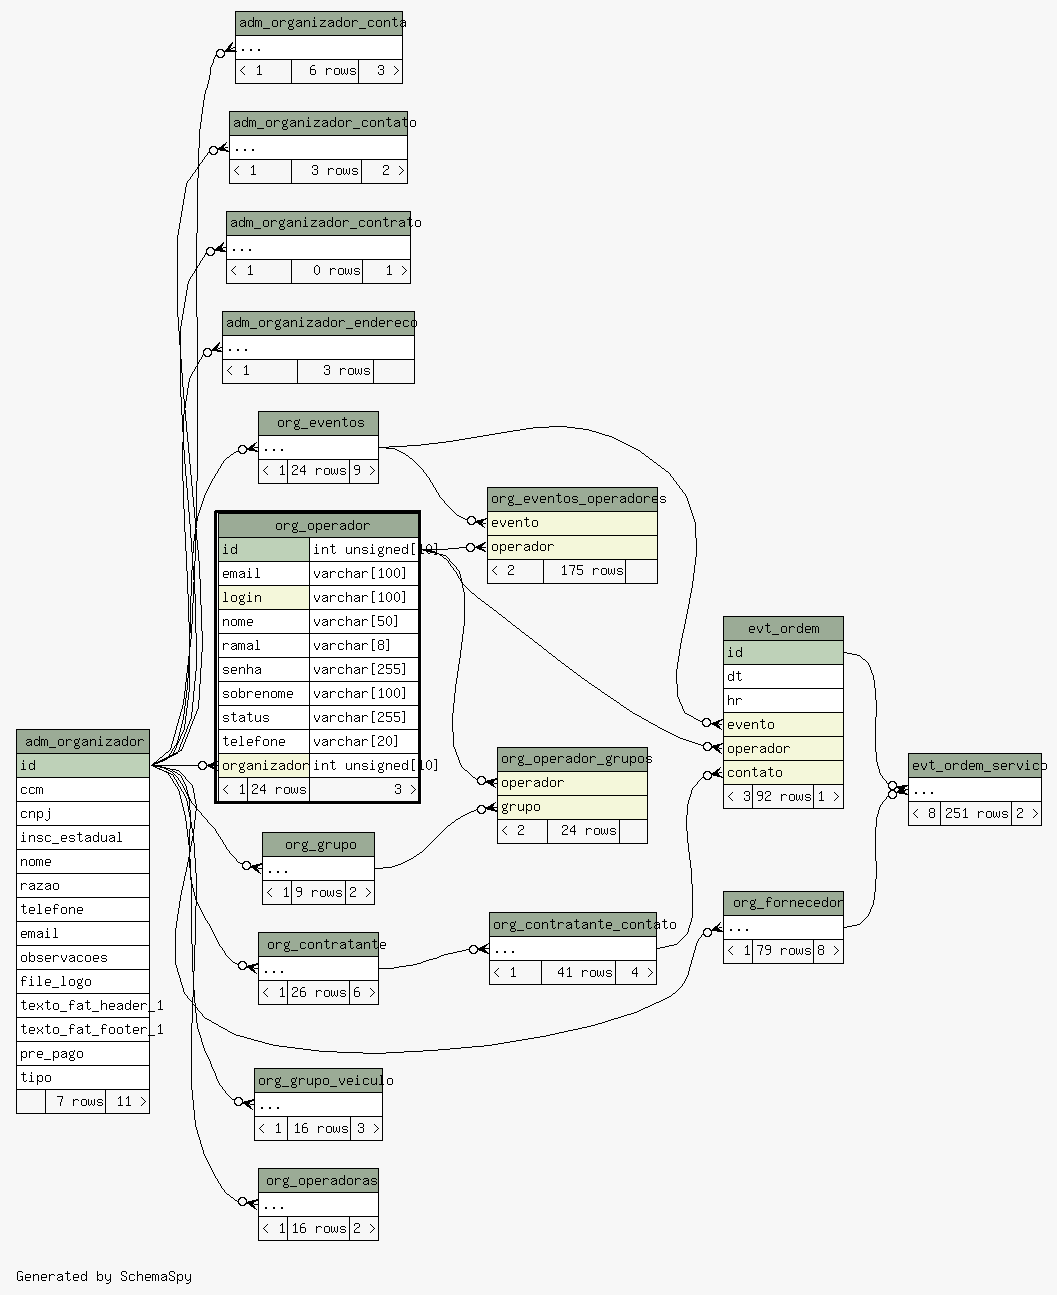 adm_organizador_conta
...
< 1 6 rows 3 >
adm_organizador_contato
...
< 1 3 rows 2 >
adm_organizador_contrato
...
< 1 0 rows 1 >
adm_organizador_endereco
...
< 1 3 rows
org_eventos
...
< 1 24 rows 9 >
org_eventos_operadores
evento
operador
< 2 175 rows
org_operador
id int unsigned[10]
email varchar[100]
login varchar[100]
nome varchar[50]
ramal varchar[8]
senha varchar[255]
sobrenome varchar[100]
status varchar[255]
telefone varchar[20]
organizador int unsigned[10]
< 1 24 rows 3 >
evt_ordem
id
dt
hr
evento
operador
contato
< 3 92 rows 1 >
adm_organizador
id
ccm
cnpj
insc_estadual
nome
razao
telefone
email
observacoes
file_logo
texto_fat_header_1
texto_fat_footer_1
pre_pago
tipo
7 rows 11 >
org_operador_grupos
operador
grupo
< 2 24 rows
evt_ordem_servico
...
< 8 251 rows 2 >
org_grupo
...
< 1 9 rows 2 >
org_fornecedor
...
< 1 79 rows 8 >
org_contratante_contato
...
< 1 41 rows 4 >
org_contratante
...
< 1 26 rows 6 >
org_grupo_veiculo
...
< 1 16 rows 3 >
org_operadoras
...
< 1 16 rows 2 >
Generated by SchemaSpy